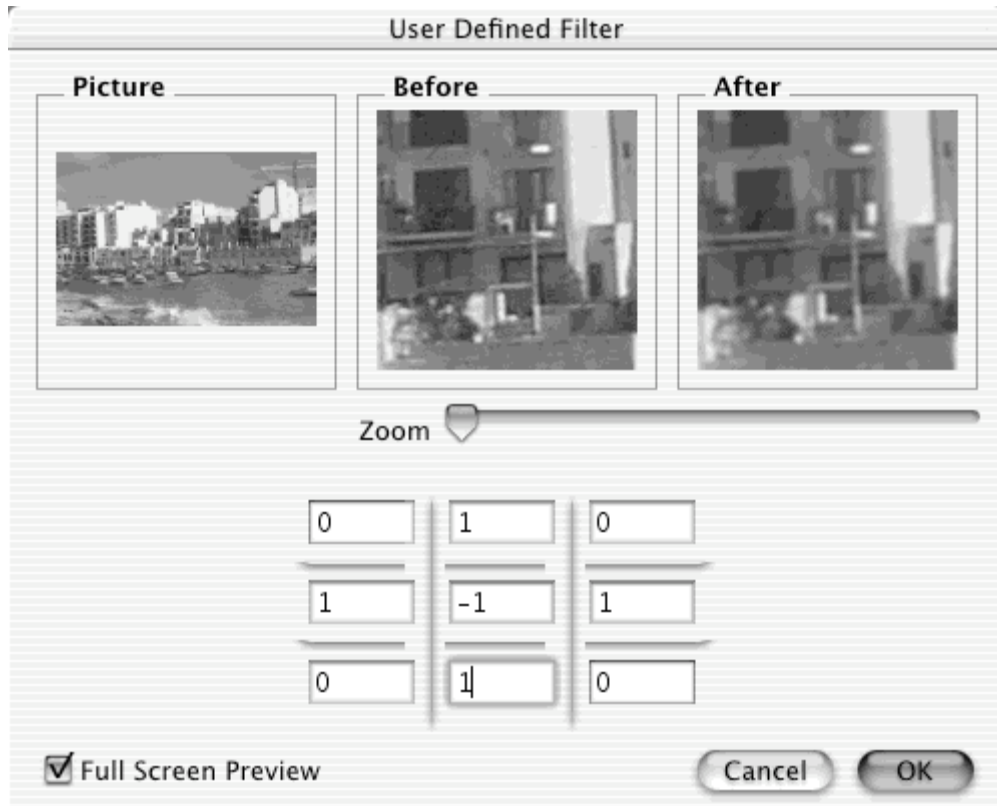 User Defined Filter
Picture Before After
Zoom
0 1 0
1 -1 1
0 1 0
Full Screen Preview Cancel OK